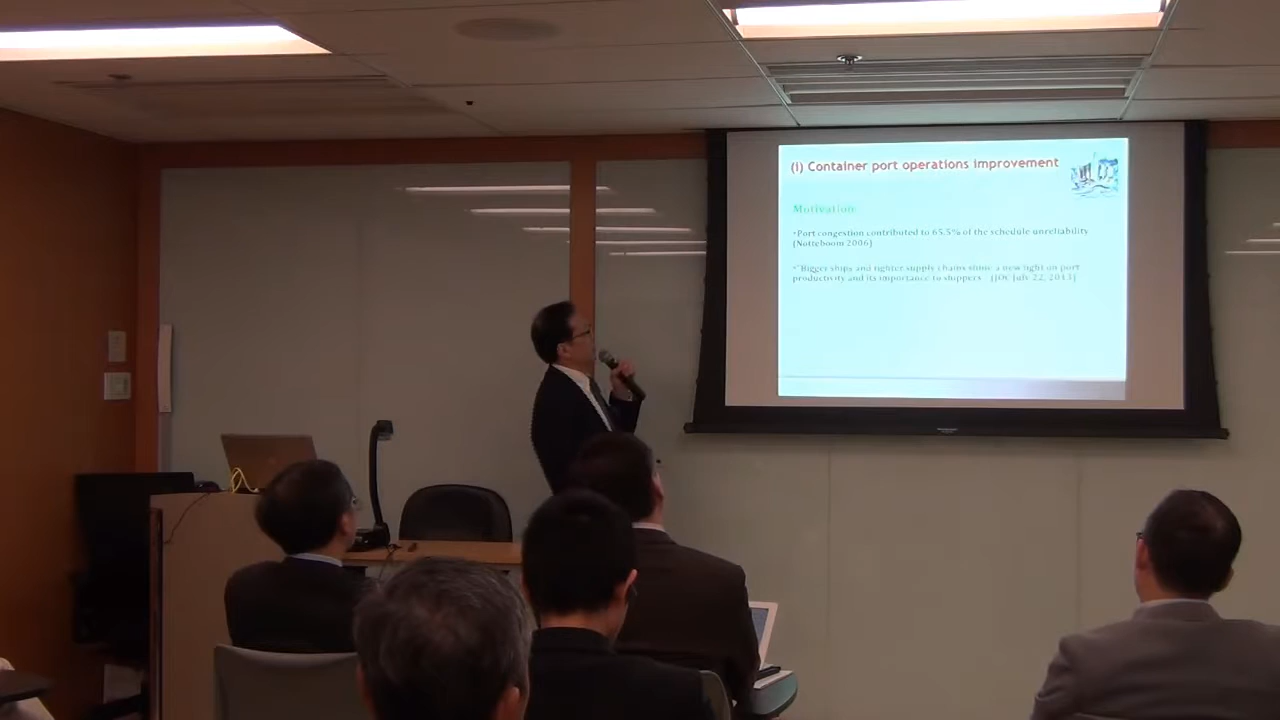 (i) Container port operations improvement
Motivation
•Port congestion contributed to 65.5% of the schedule unreliability
(Notteboom 2006)
•"Bigger ships and tighter supply chains shine a new light on port
productivity and its importance to shippers - (JOC July 22, 2013)